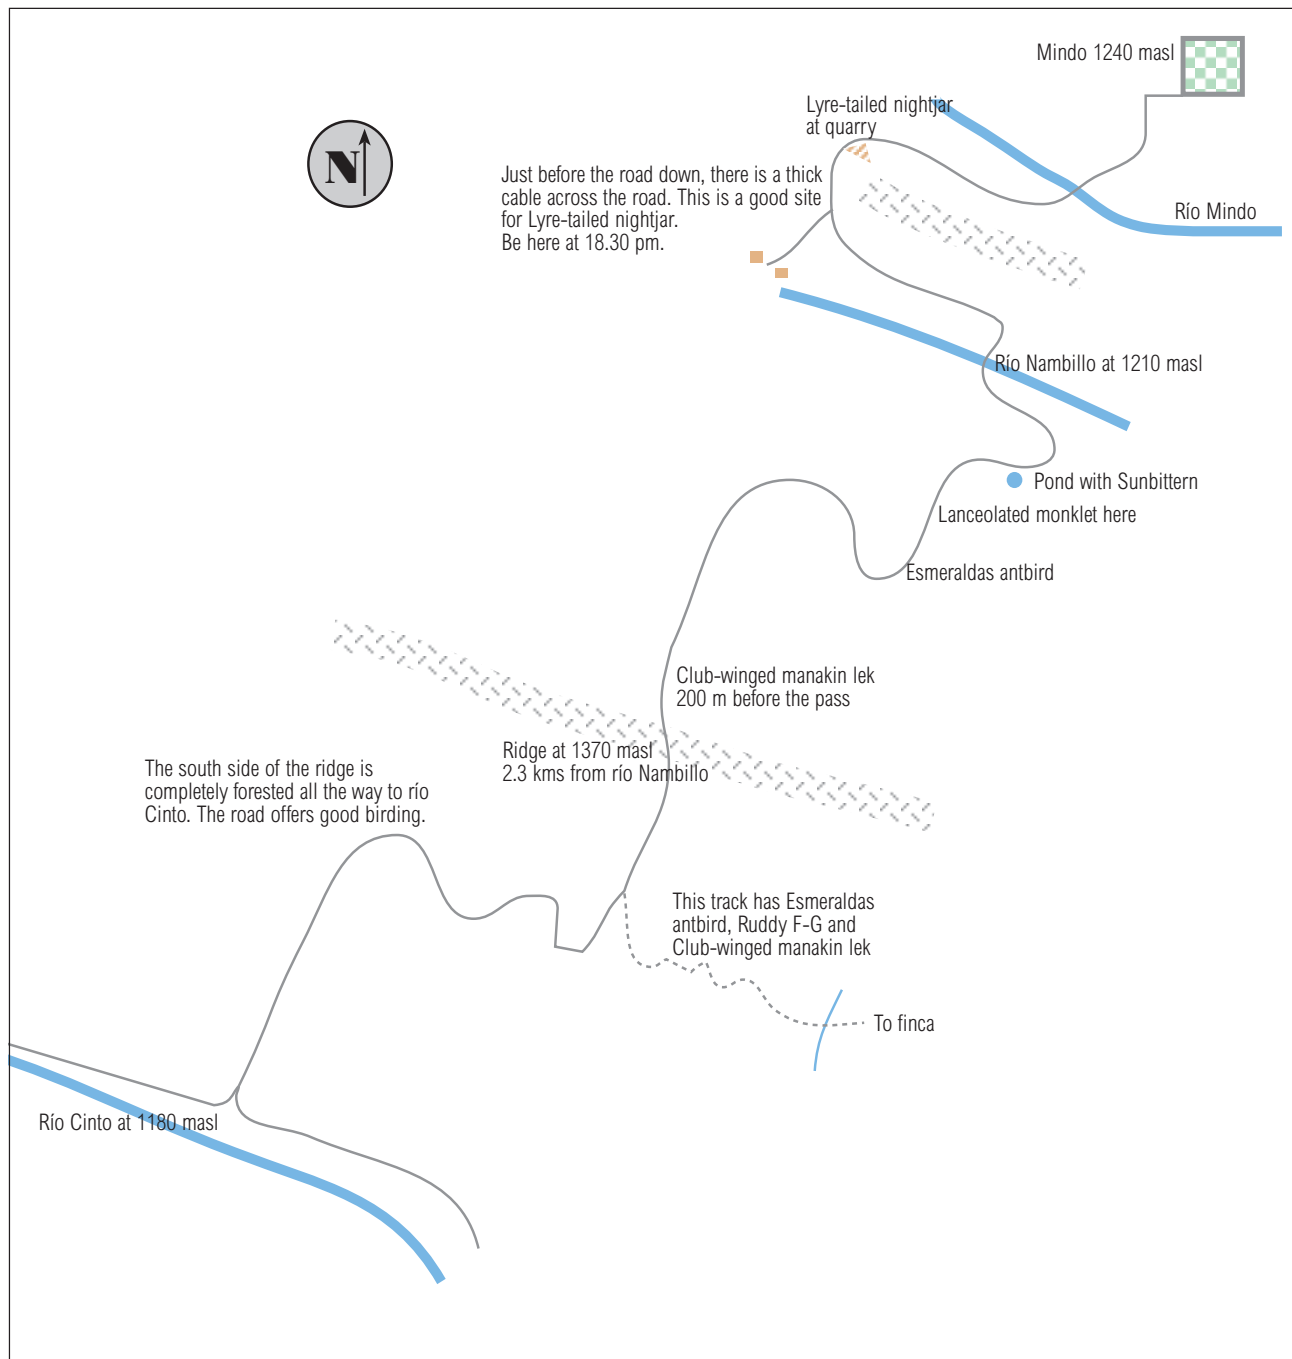 Mindo 1240 masl
Lyre-tailed nightjar
at quarry
N
Just before the road down, there is a thick
cable across the road. This is a good site
for Lyre-tailed nightjar.
Be here at 18.30 pm.
Río Mindo
Río Nambillo at 1210 masl
Pond with Sunbittern
Lanceolated monklet here
Esmeraldas antbird
Club-winged manakin lek
200 m before the pass
Ridge at 1370 masl
2.3 kms from río Nambillo
The south side of the ridge is
completely forested all the way to río
Cinto. The road offers good birding.
This track has Esmeraldas
antbird, Ruddy F-G and
Club-winged manakin lek
To finca
Río Cinto at 1180 masl